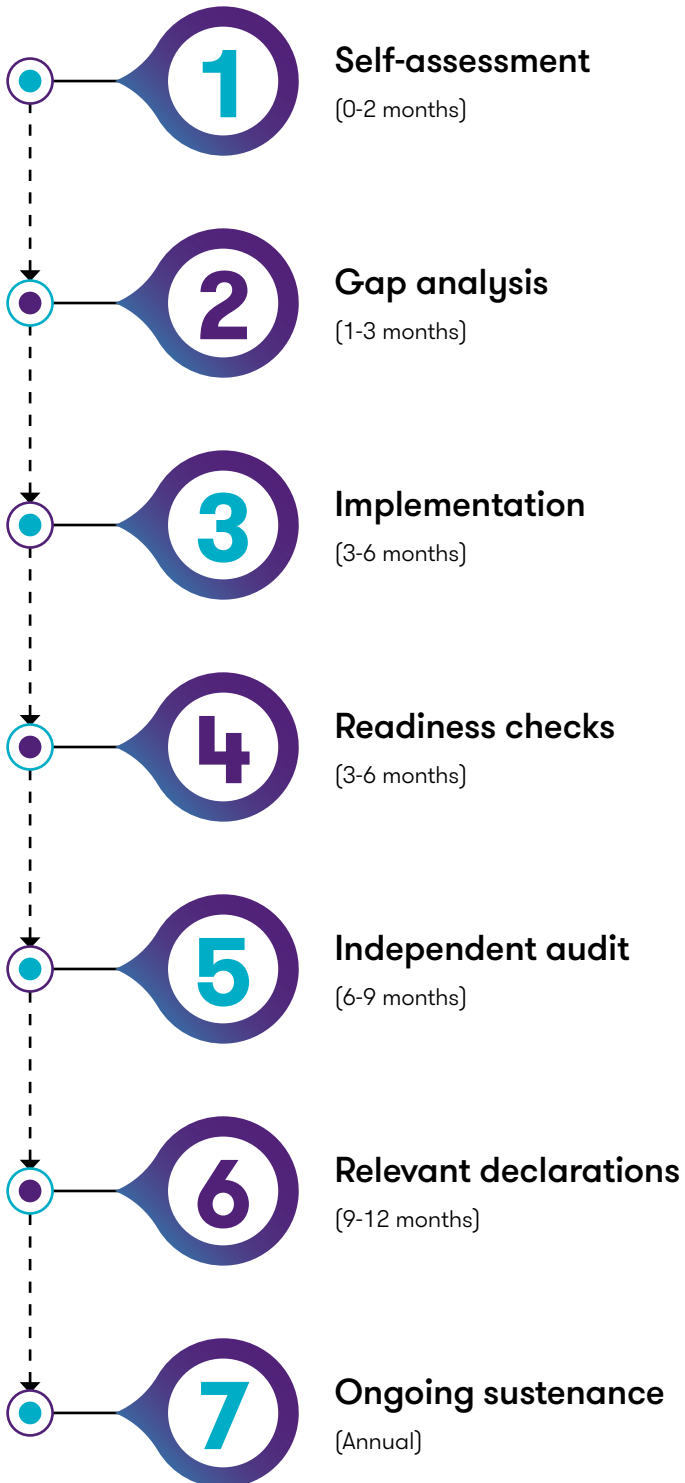 1
Self-assessment
(0-2 months)
2
Gap analysis
(1-3 months)
3
Implementation
(3-6 months)
4
Readiness checks
(3-6 months)
5
Independent audit
(6-9 months)
6
Relevant declarations
(9-12 months)
7
Ongoing sustenance
(Annual)